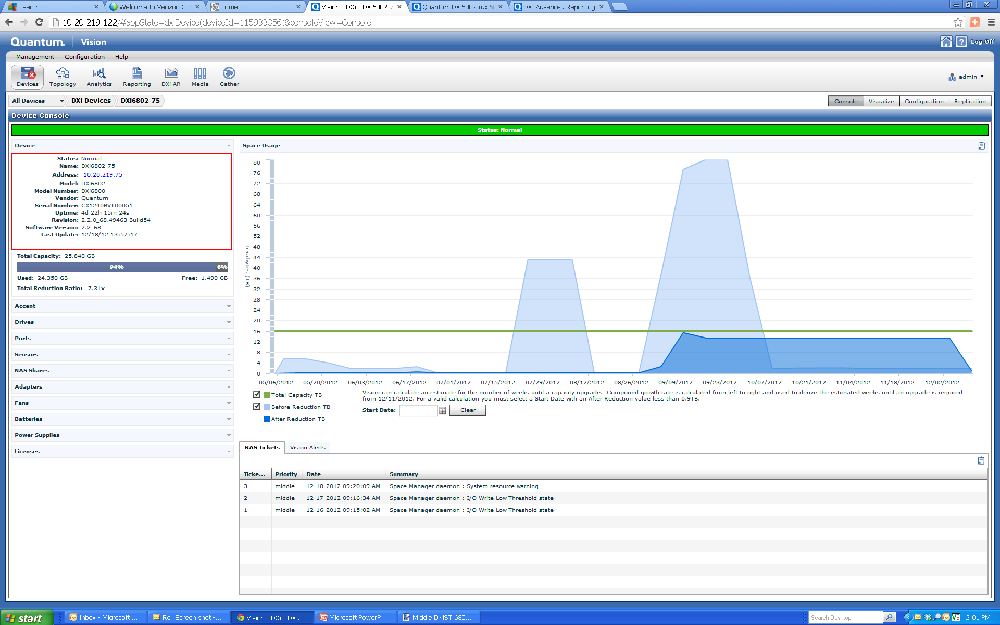 Search
Welcome to Verizon Cor
Home
Vision - DXi - DXi6802-7
Quantum DXi6802 (dxi6
DXi Advanced Reporting
10.20.219.122/#appState=dxiDevice(deviceId=115933356)&consoleView=Console
Quantum. Vision
Log Off
Management Configuration Help
Devices Topology Analytics Reporting DXi AR Media Gather
admin
All Devices DXi Devices DXi6802-75
Console Visualize Configuration Replication
Device Console
Status: Normal
Device
Status: Normal
Name: DXi6802-75
Address: 10.20.219.75
Model: DXi6802
Model Number: DXi6800
Vendor: Quantum
Serial Number: CX1240BVT00051
Uptime: 4d 22h 15m 24s
Revision: 2.2.0_68.49463 Build54
Software Version: 2.2_68
Last Update: 12/18/12 13:57:17
Total Capacity: 25,840 GB
94% 6%
Used: 24,350 GB Free: 1,490 GB
Total Reduction Ratio: 7.31x
Accent
Drives
Ports
Sensors
NAS Shares
Adapters
Fans
Batteries
Power Supplies
Licenses
Space Usage
Terabytes (TB)
80
76
72
68
64
60
56
52
48
44
40
36
32
28
24
20
16
12
8
4
0
05/06/2012 05/20/2012 06/03/2012 06/17/2012 07/01/2012 07/15/2012 07/29/2012 08/12/2012 08/26/2012 09/09/2012 09/23/2012 10/07/2012 10/21/2012 11/04/2012 11/18/2012 12/02/2012
Total Capacity TB
Before Reduction TB
After Reduction TB
Vision can calculate an estimate for the number of weeks until a capacity upgrade. Compound growth rate is calculated from left to right and used to derive the estimated weeks until an upgrade is required
from 12/11/2012. For a valid calculation you must select a Start Date with an After Reduction value less than 0.9TB.
Start Date: Clear
RAS Tickets Vision Alerts
Ticke... Priority Date Summary
3 middle 12-18-2012 09:20:09 AM Space Manager daemon : System resource warning
2 middle 12-17-2012 09:16:34 AM Space Manager daemon : I/O Write Low Threshold state
1 middle 12-16-2012 09:15:02 AM Space Manager daemon : I/O Write Low Threshold state
start
Inbox - Microsoft ...
Re: Screen shot -...
Vision - DXi - DXi...
Microsoft PowerP...
Middle DXiST 680...
Search Desktop
2:01 PM